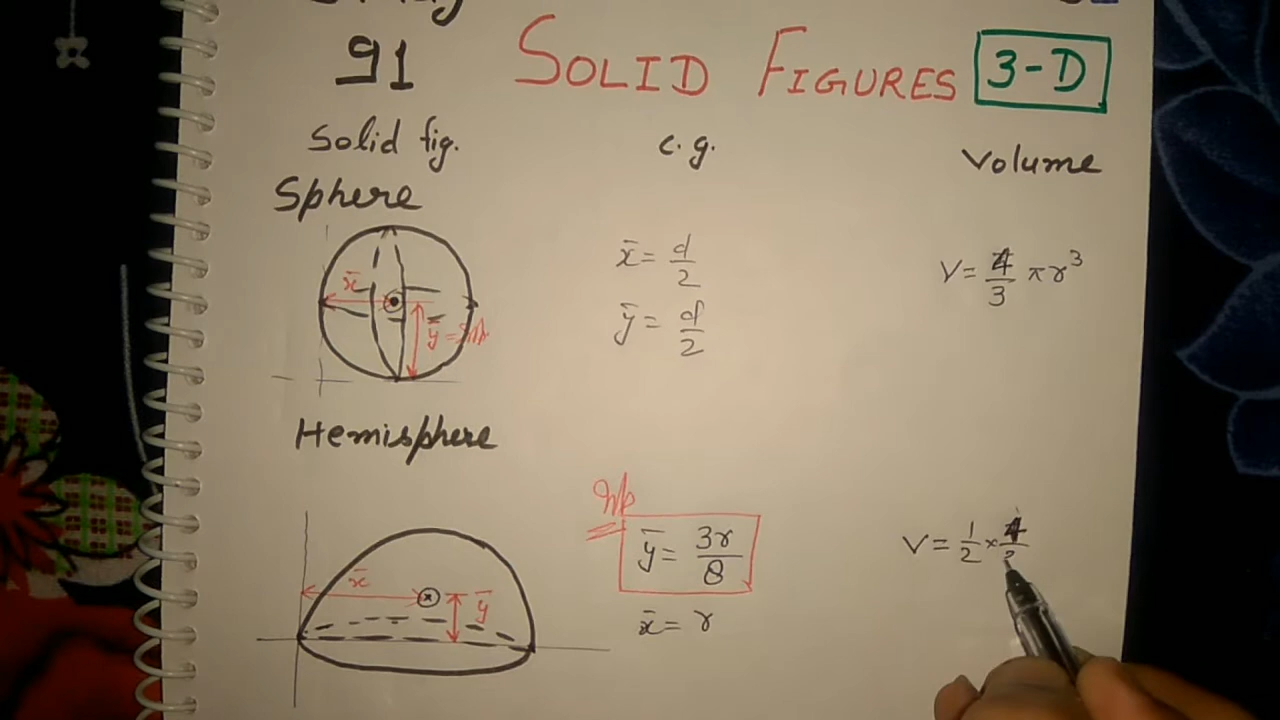 91 SOLID FIGURES 3-D
Solid fig. c.g. Volume
Sphere
x̄ = d/2
ȳ = d/2
V = 4/3 πr³
x̄
ȳ =
Hemisphere
Imp
ȳ = 3r/8
x̄ = r
V = 1/2 × 4/
x̄
ȳ